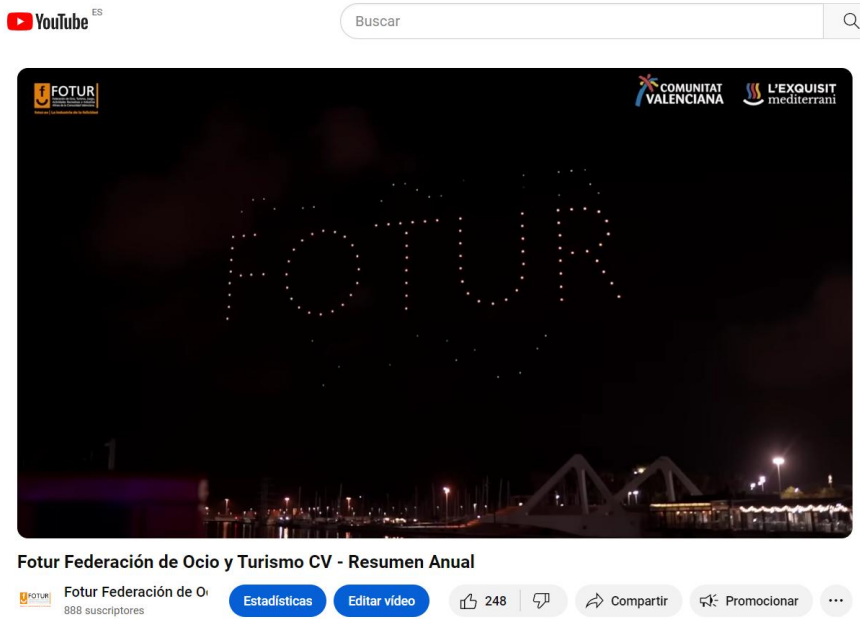 YouTube ES
Buscar
FOTUR
COMUNITAT
VALENCIANA
L'EXQUISIT
mediterrani
FOTUR
Fotur Federación de Ocio y Turismo CV - Resumen Anual
FOTUR
Fotur Federación de O
888 suscriptores
Estadísticas
Editar vídeo
248
Compartir
Promocionar